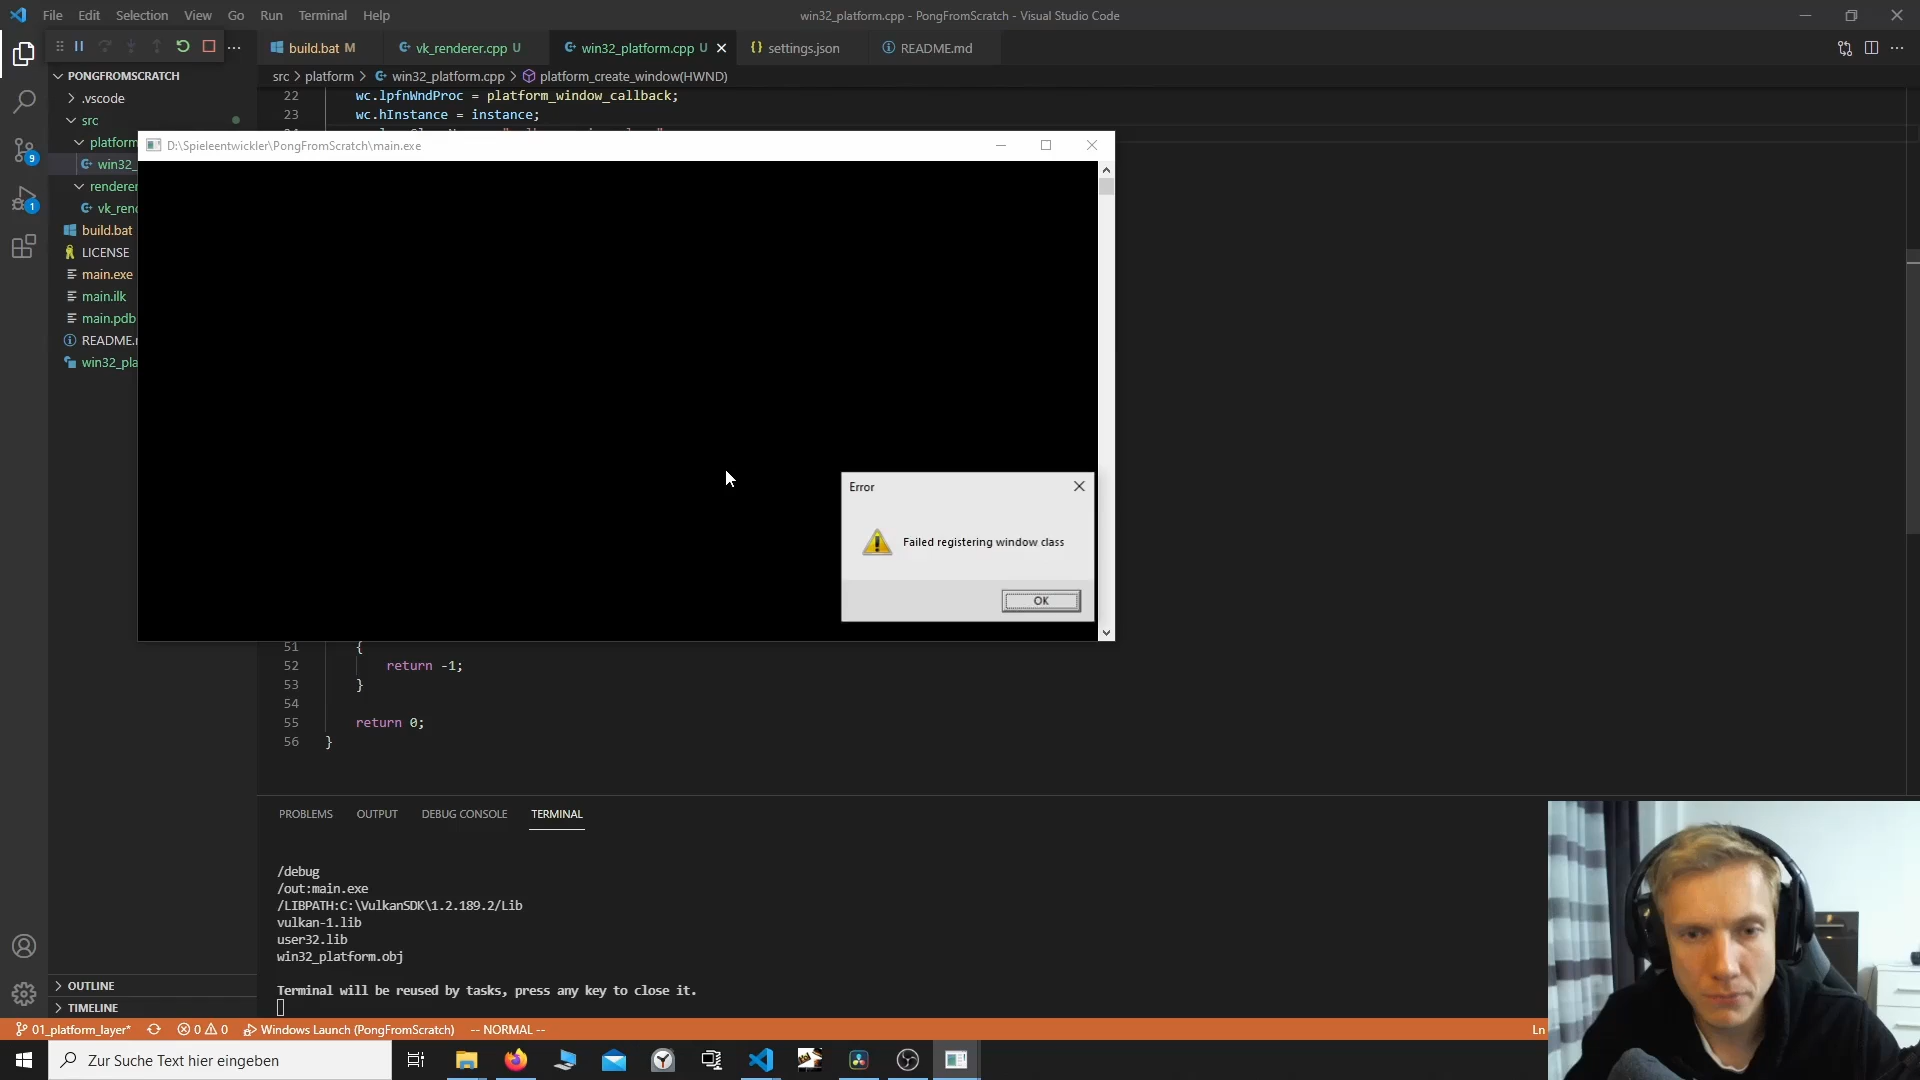 File Edit Selection View Go Run Terminal Help
win32_platform.cpp - PongFromScratch - Visual Studio Code
build.bat M
vk_renderer.cpp U
win32_platform.cpp U
settings.json
README.md
PONGFROMSCRATCH
src > platform > win32_platform.cpp > platform_create_window(HWND)
.vscode
src
platform
win32_
renderer
vk_rend
build.bat
LICENSE
main.exe
main.ilk
main.pdb
README.
win32_pla
22 wc.lpfnWndProc = platform_window_callback;
23 wc.hInstance = instance;
D:\Spieleentwickler\PongFromScratch\main.exe
Error
Failed registering window class
OK
51 {
52 return -1;
53 }
54
55 return 0;
56 }
PROBLEMS OUTPUT DEBUG CONSOLE TERMINAL
/debug
/out:main.exe
/LIBPATH:C:\VulkanSDK\1.2.189.2/Lib
vulkan-1.lib
user32.lib
win32_platform.obj
Terminal will be reused by tasks, press any key to close it.
9
1
OUTLINE
TIMELINE
01_platform_layer* 0 0 Windows Launch (PongFromScratch) -- NORMAL -- Ln
Zur Suche Text hier eingeben